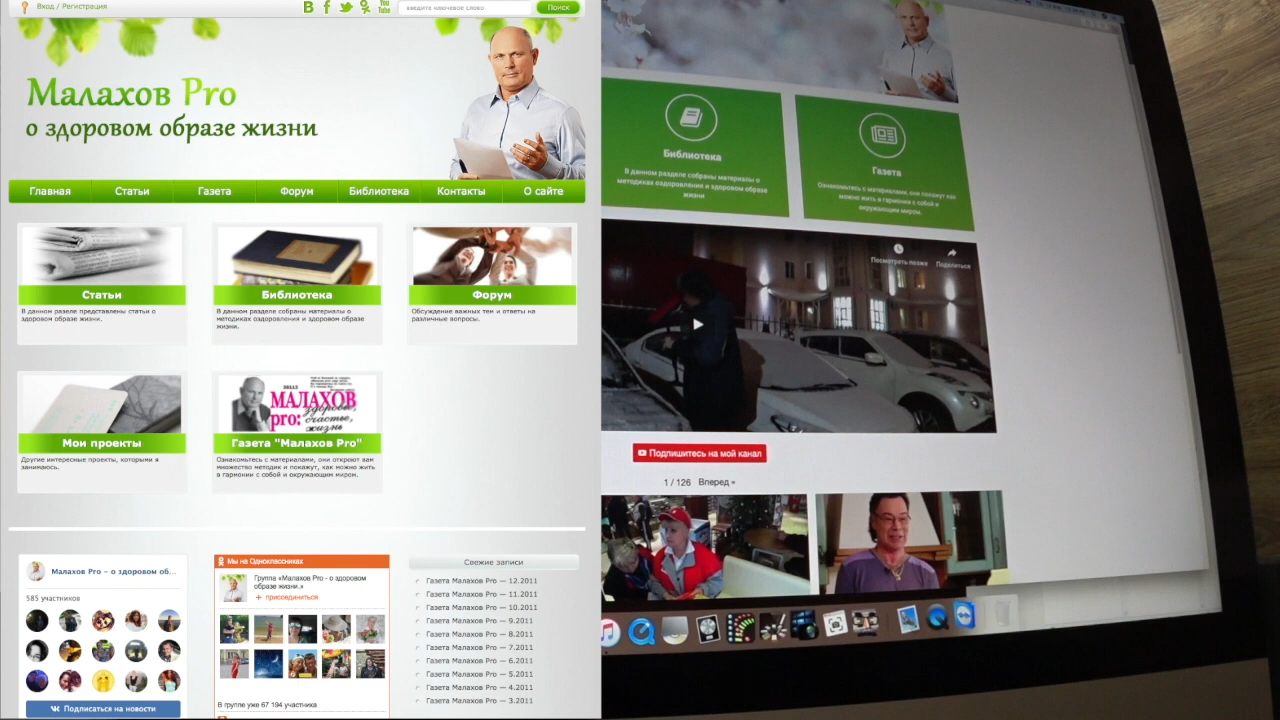 Вход / Регистрация
введите ключевое слово
Поиск
Малахов Pro
о здоровом образе жизни
Главная
Статьи
Газета
Форум
Библиотека
Контакты
О сайте
Статьи
В данном разеле представлены статьи о
здоровом образе жизни.
Библиотека
В данном разделе собраны материалы о
методиках оздоровления и здоровом образе
жизни.
Форум
Обсуждение важных тем и ответы на
различные вопросы.
Мои проекты
Другие интересные проекты, которыми я
занимаюсь.
МАЛАХОВ
pro: здоровье,
счастье,
жизнь
Газета "Малахов Pro"
Ознакомьтесь с материалами, они откроют вам
множество методик и покажут, как можно жить
в гармонии с собой и окружающим миром.
Малахов Pro – о здоровом об...
585 участников
Подписаться на новости
Мы на Одноклассниках
Группа «Малахов Pro - о здоровом
образе жизни.»
+ присоединиться
В группе уже 67 194 участника
Свежие записи
Газета Малахов Pro — 12.2011
Газета Малахов Pro — 11.2011
Газета Малахов Pro — 10.2011
Газета Малахов Pro — 9.2011
Газета Малахов Pro — 8.2011
Газета Малахов Pro — 7.2011
Газета Малахов Pro — 6.2011
Газета Малахов Pro — 5.2011
Газета Малахов Pro — 4.2011
Газета Малахов Pro — 3.2011
Библиотека
В данном разделе собраны материалы о
методиках оздоровления и здоровом образе
жизни
Газета
Ознакомьтесь с материалами, они покажут как
можно жить в гармонии с собой и
окружающим миром.
Посмотреть позже
Поделиться
Подпишитесь на мой канал
1 / 126 Вперед »